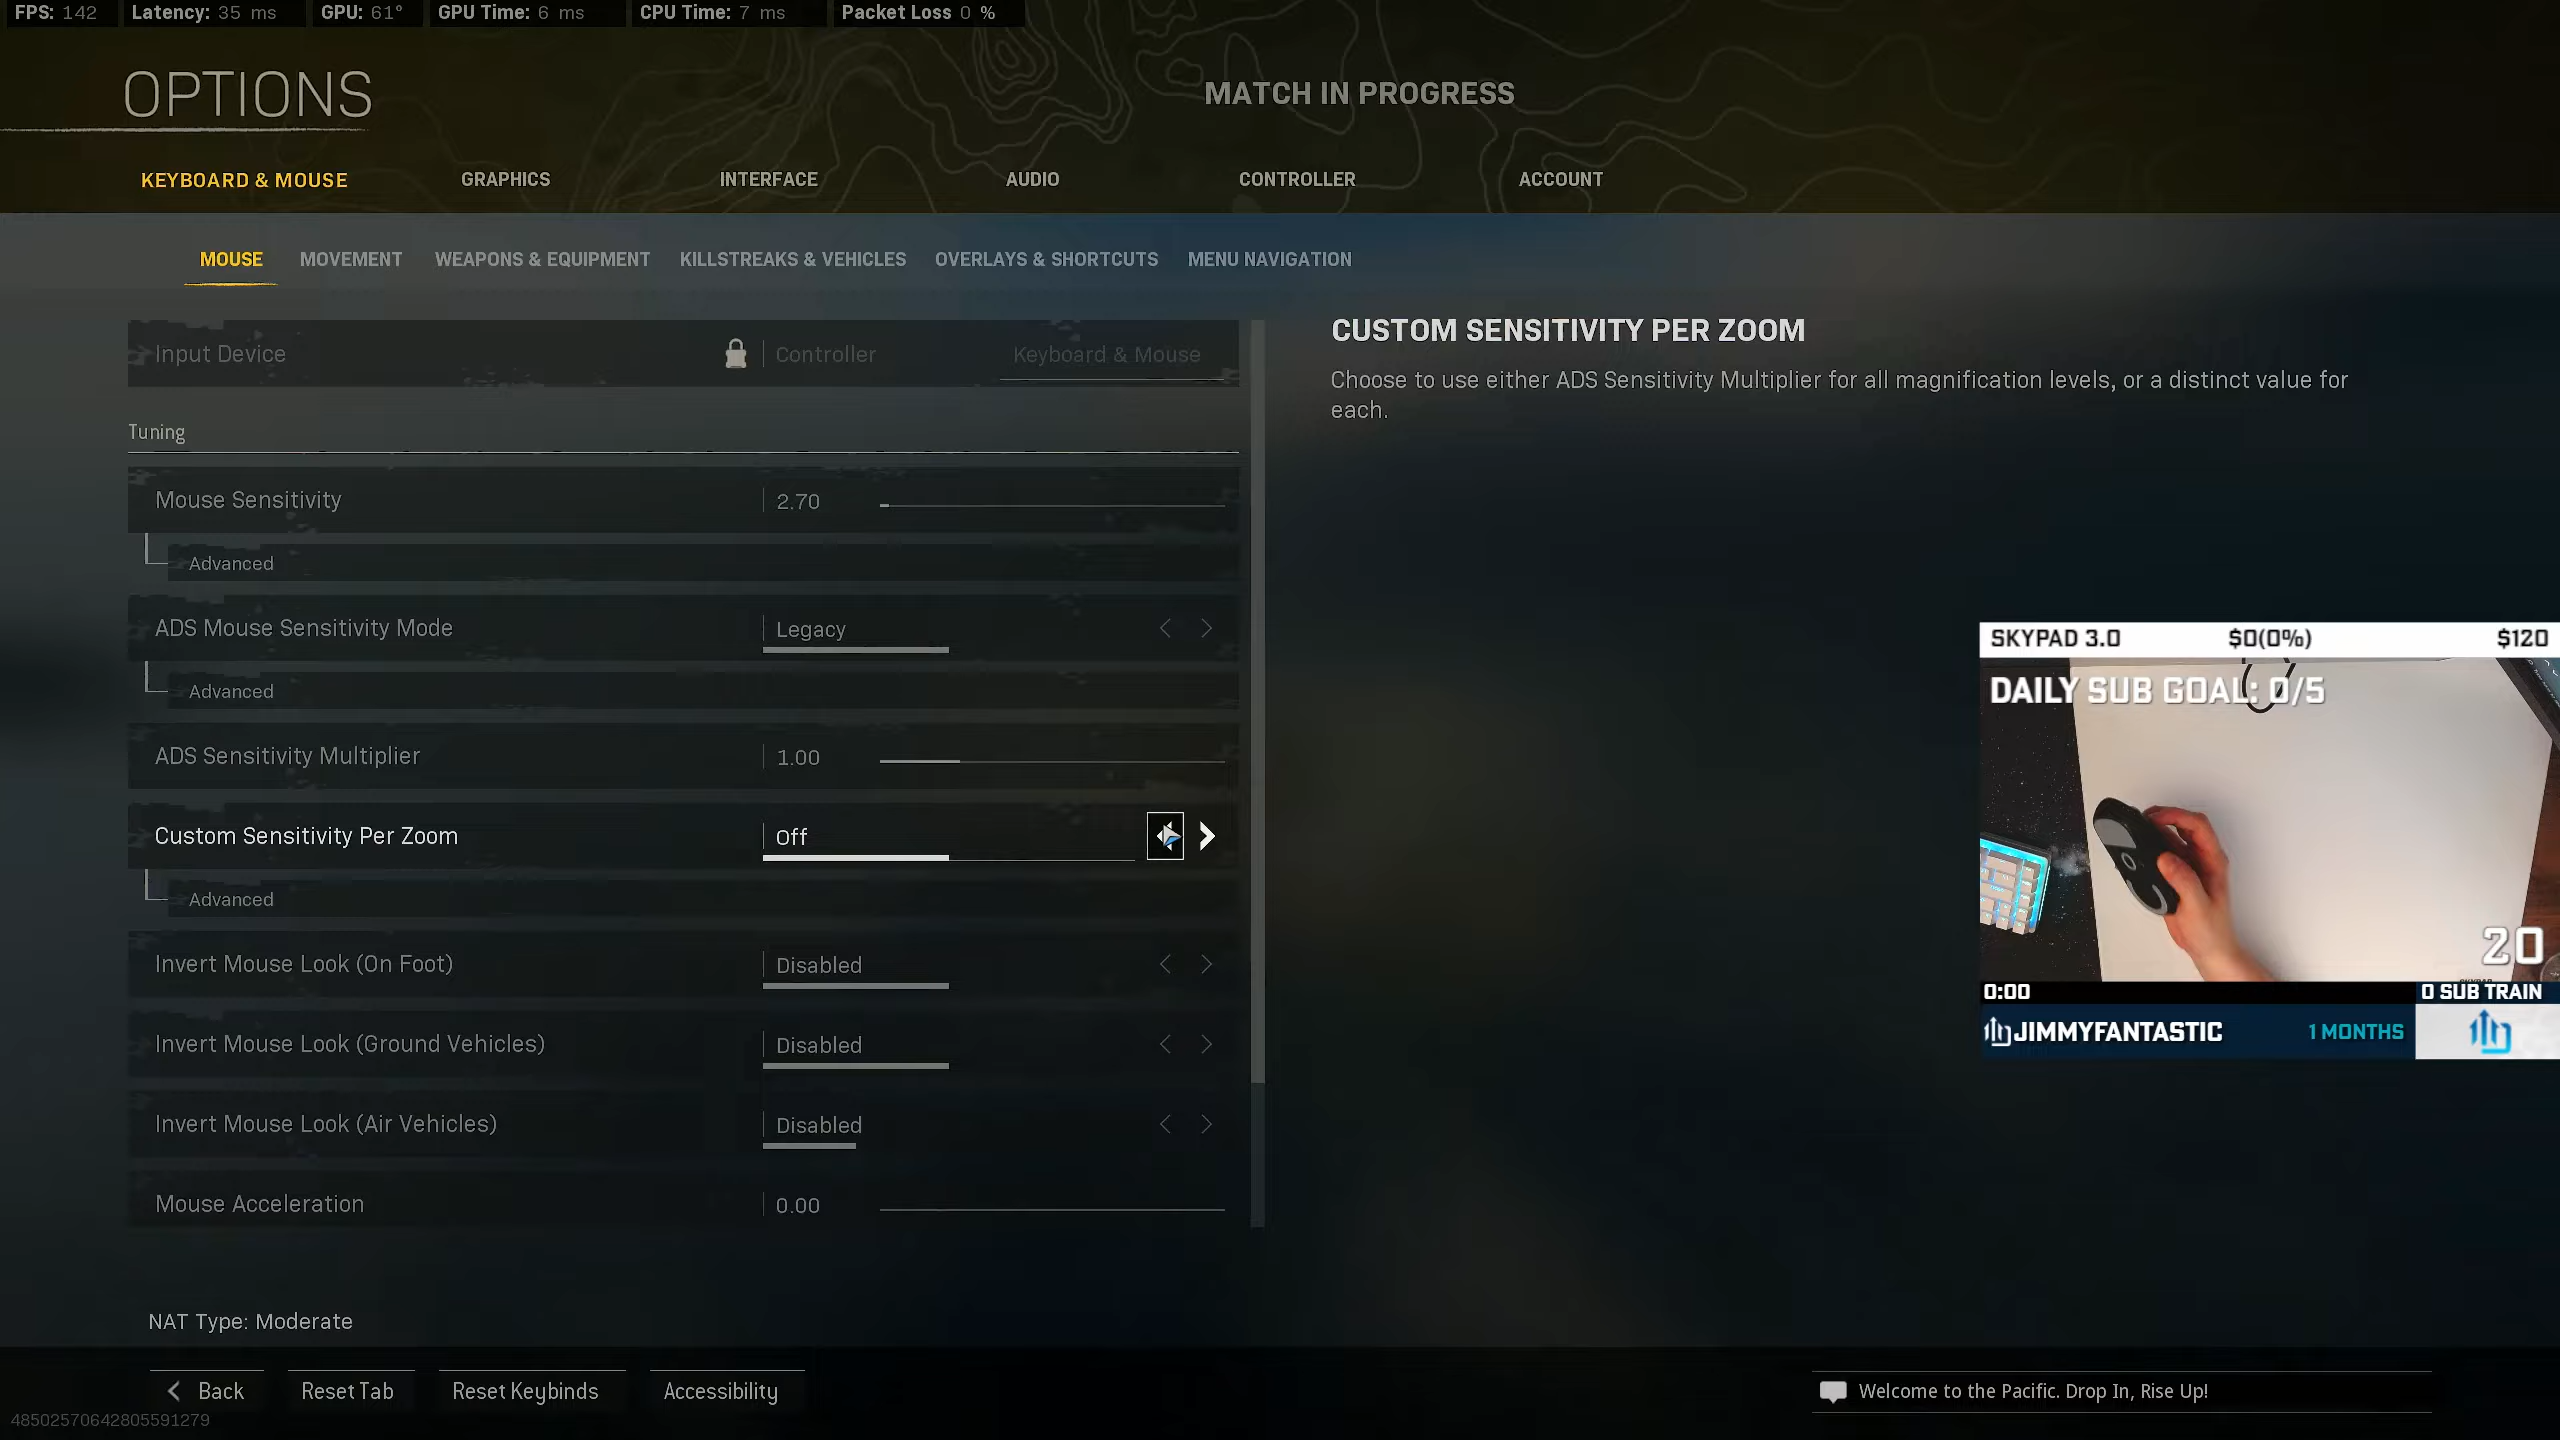 FPS: 142 Latency: 35 ms GPU: 61° GPU Time: 6 ms CPU Time: 7 ms Packet Loss 0 %
OPTIONS
MATCH IN PROGRESS
KEYBOARD & MOUSE GRAPHICS INTERFACE AUDIO CONTROLLER ACCOUNT
MOUSE MOVEMENT WEAPONS & EQUIPMENT KILLSTREAKS & VEHICLES OVERLAYS & SHORTCUTS MENU NAVIGATION
Input Device Controller Keyboard & Mouse
Tuning
Mouse Sensitivity 2.70
Advanced
ADS Mouse Sensitivity Mode Legacy
Advanced
ADS Sensitivity Multiplier 1.00
Custom Sensitivity Per Zoom Off
Advanced
Invert Mouse Look (On Foot) Disabled
Invert Mouse Look (Ground Vehicles) Disabled
Invert Mouse Look (Air Vehicles) Disabled
Mouse Acceleration 0.00
CUSTOM SENSITIVITY PER ZOOM
Choose to use either ADS Sensitivity Multiplier for all magnification levels, or a distinct value for
each.
SKYPAD 3.0 $0(0%) $120
DAILY SUB GOAL: 0/5
20
0:00 0 SUB TRAIN
JIMMYFANTASTIC 1 MONTHS
NAT Type: Moderate
Back Reset Tab Reset Keybinds Accessibility
Welcome to the Pacific. Drop In, Rise Up!
48502570642805591279